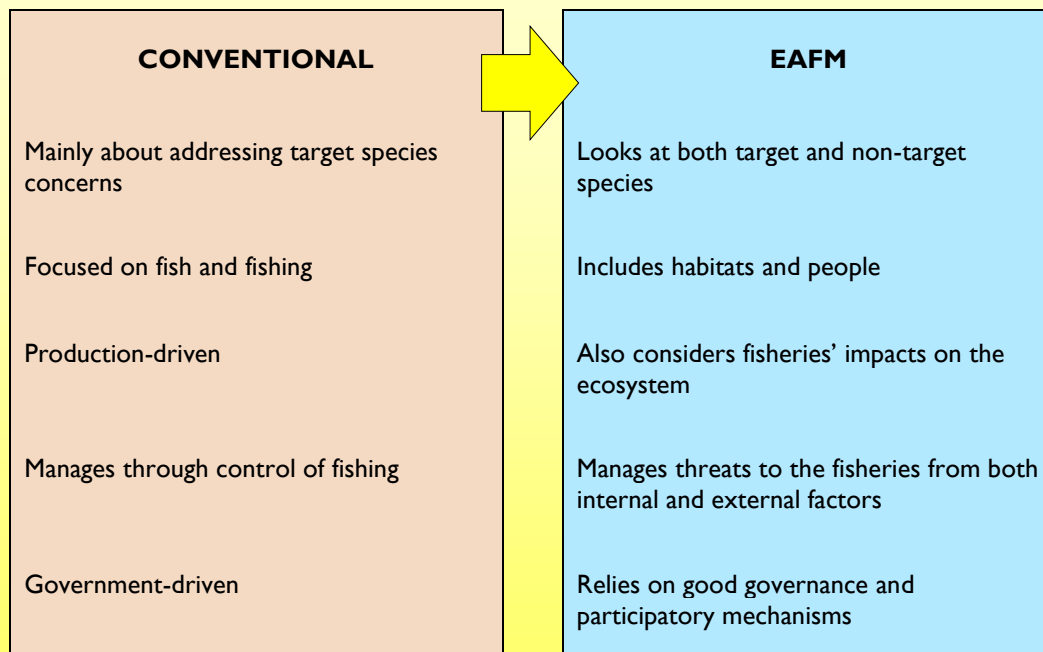 CONVENTIONAL
Mainly about addressing target species
concerns
Focused on fish and fishing
Production-driven
Manages through control of fishing
Government-driven
EAFM
Looks at both target and non-target
species
Includes habitats and people
Also considers fisheries’ impacts on the
ecosystem
Manages threats to the fisheries from both
internal and external factors
Relies on good governance and
participatory mechanisms